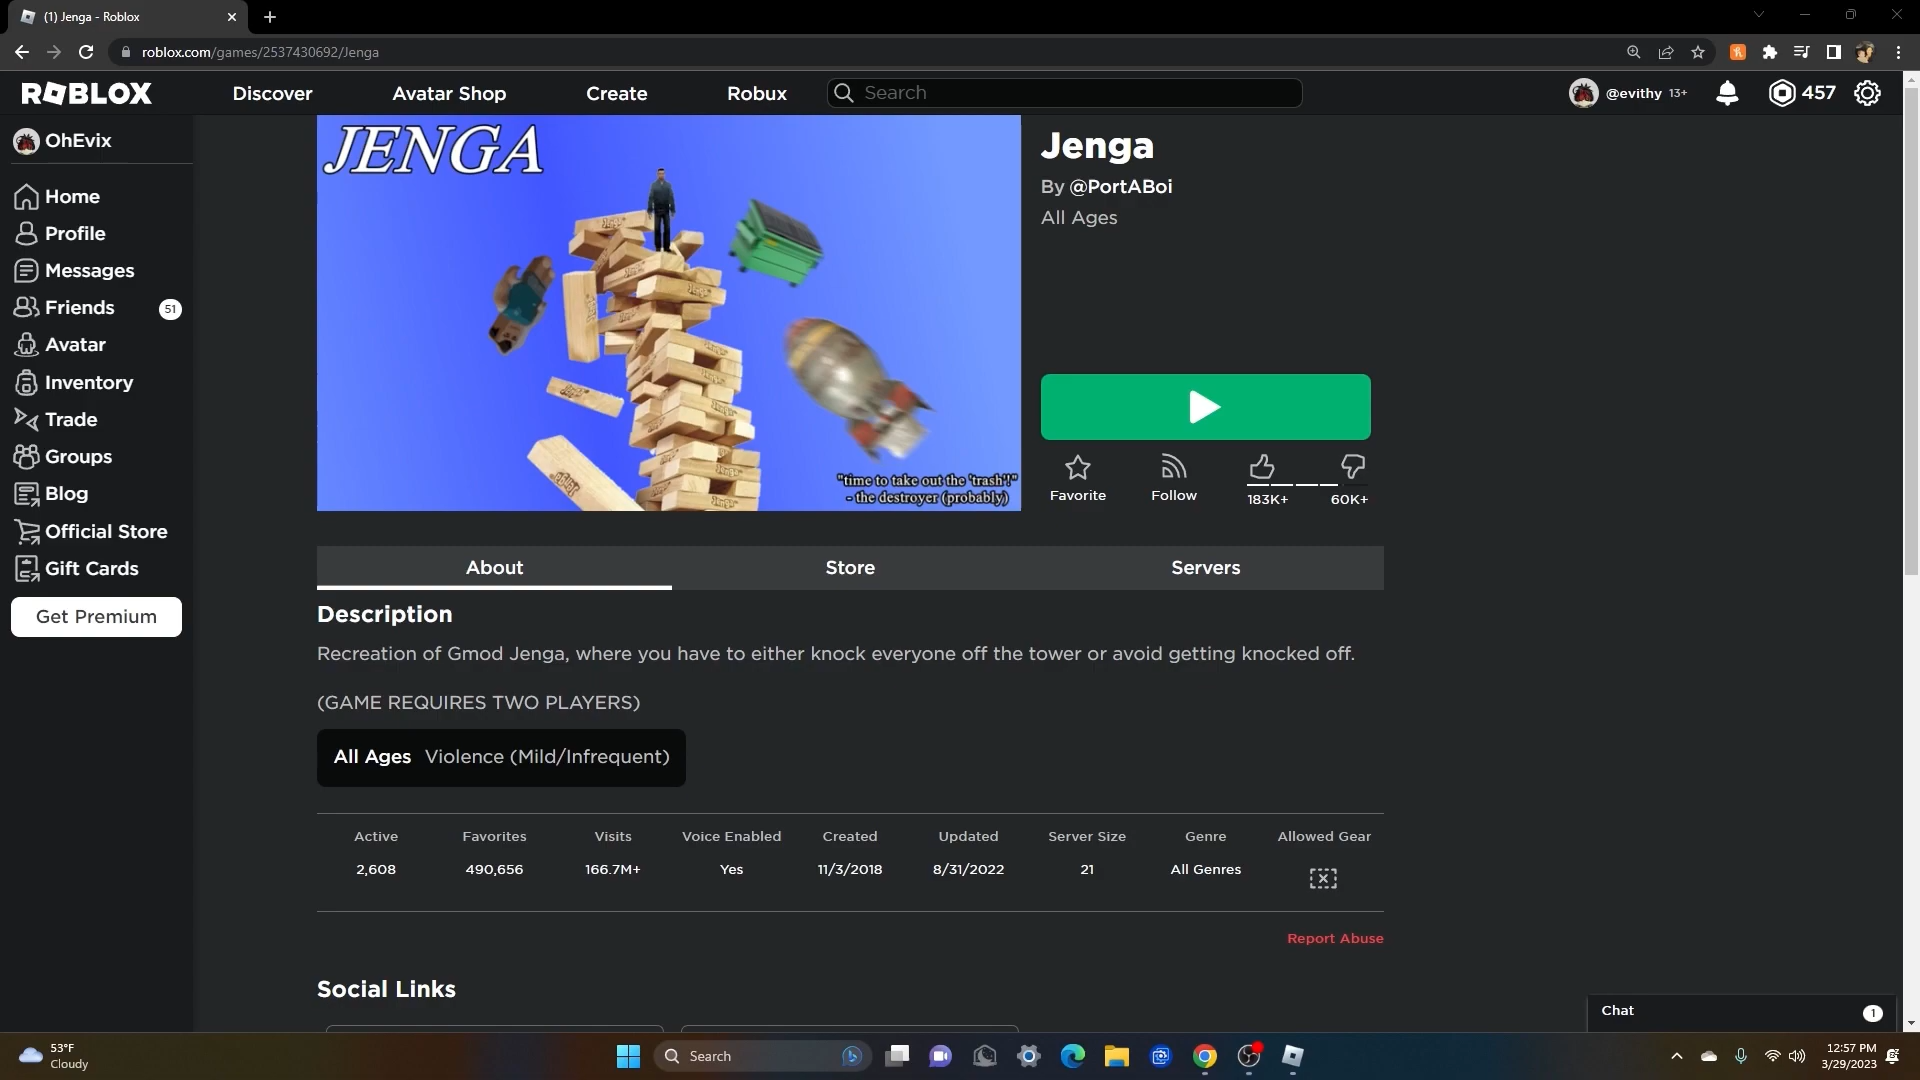 (1) Jenga - Roblox
roblox.com/games/2537430692/Jenga
ROBLOX
Discover
Avatar Shop
Create
Robux
Search
@evithy 13+
457
OhEvix
Home
Profile
Messages
Friends
51
Avatar
Inventory
Trade
Groups
Blog
Official Store
Gift Cards
Get Premium
JENGA
"time to take out the 'trash'!"
- the destroyer (probably)
Jenga
By @PortABoi
All Ages
Favorite
Follow
183K+
60K+
About
Store
Servers
Description
Recreation of Gmod Jenga, where you have to either knock everyone off the tower or avoid getting knocked off.
(GAME REQUIRES TWO PLAYERS)
All Ages Violence (Mild/Infrequent)
Active Favorites Visits Voice Enabled Created Updated Server Size Genre Allowed Gear
2,608 490,656 166.7M+ Yes 11/3/2018 8/31/2022 21 All Genres
Report Abuse
Social Links
Chat
1
53°F
Cloudy
Search
12:57 PM
3/29/2023